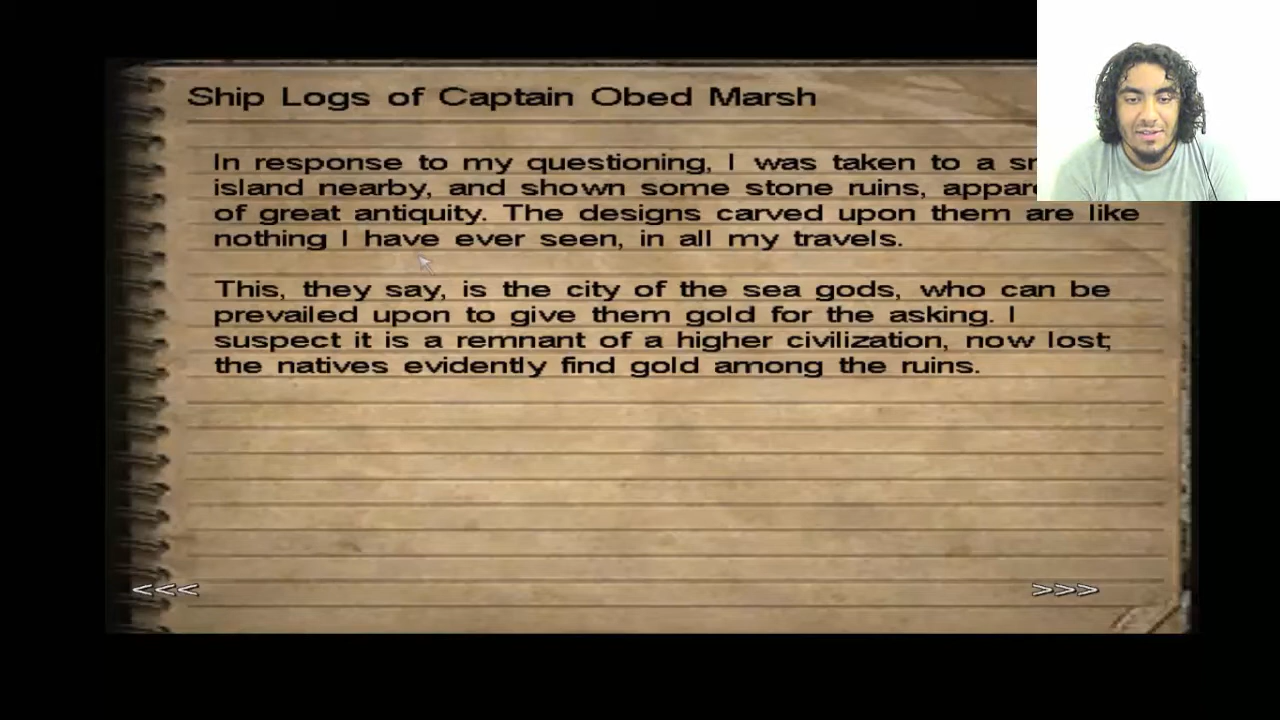 Ship Logs of Captain Obed Marsh
In response to my questioning, I was taken to a
island nearby, and shown some stone ruins,
of great antiquity. The designs carved upon them are like
nothing I have ever seen, in all my travels.
This, they say, is the city of the sea gods, who can be
prevailed upon to give them gold for the asking. I
suspect it is a remnant of a higher civilization, now lost;
the natives evidently find gold among the ruins.
<<<
>>>